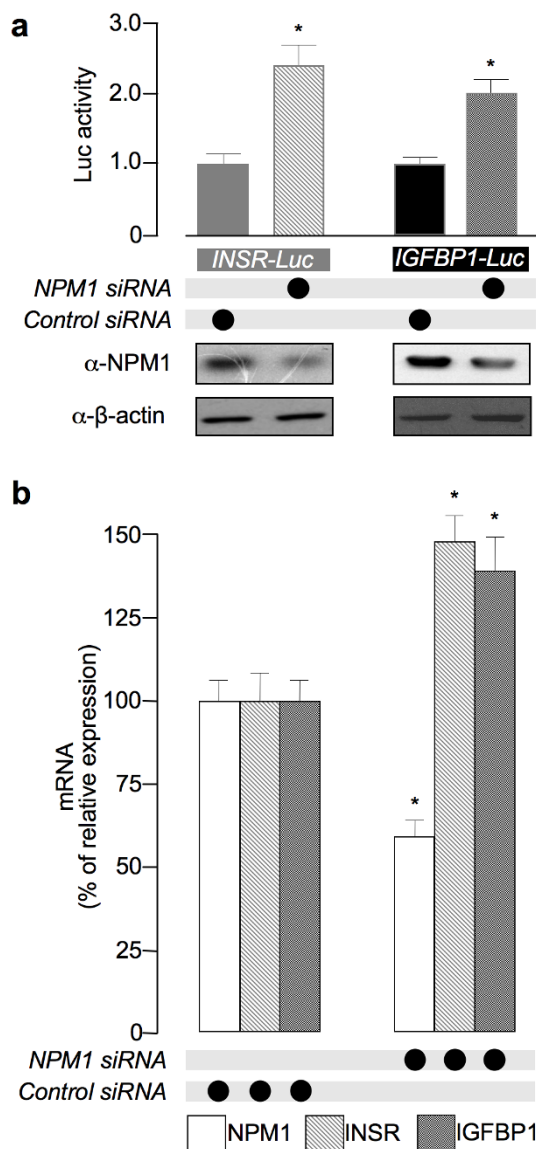 a
3.0
2.0
1.0
0
Luc activity
*
*
INSR-Luc IGFBP1-Luc
NPM1 siRNA
Control siRNA
α-NPM1
α-β-actin
b
150
125
100
75
50
25
0
mRNA
(% of relative expression)
*
*
*
NPM1 siRNA
Control siRNA
NPM1 INSR IGFBP1